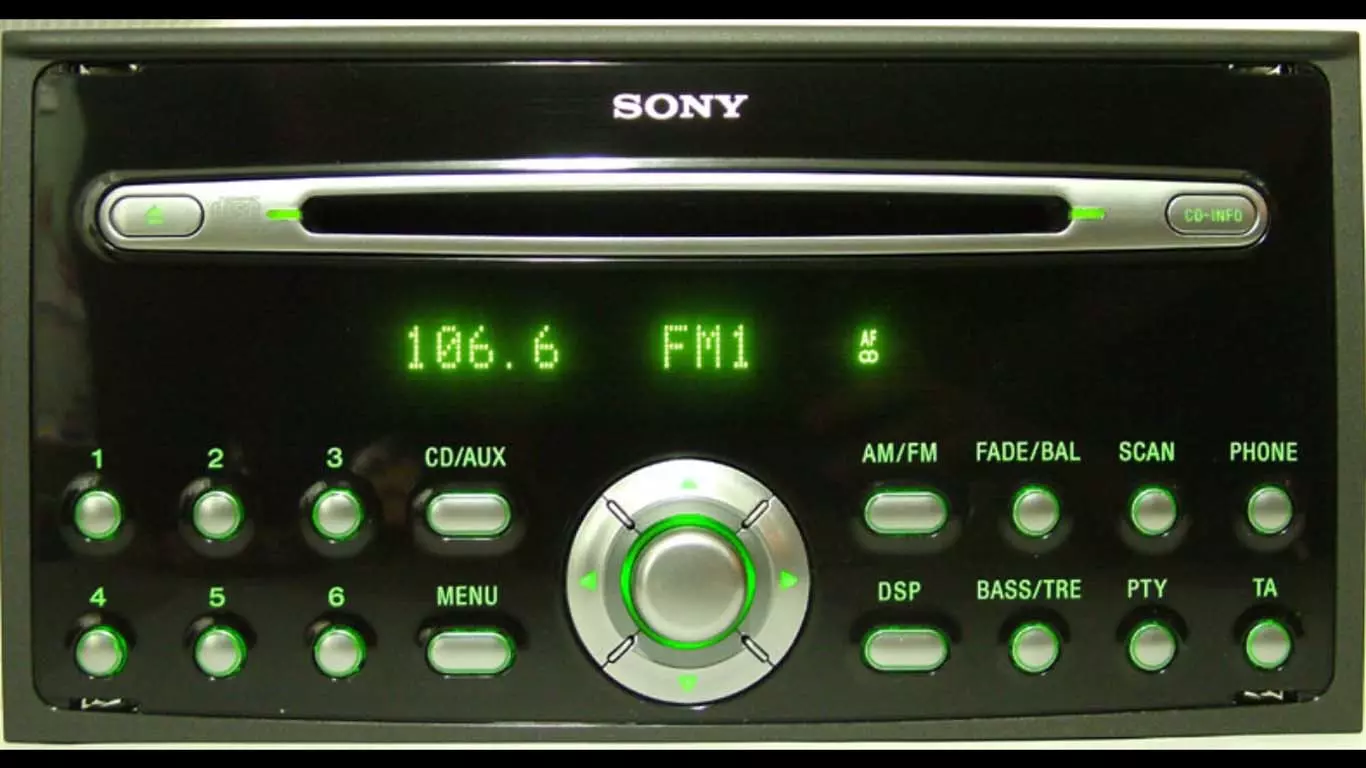 SONY
CD-INFO
106.6 FM1 AF
1 2 3 CD/AUX AM/FM FADE/BAL SCAN PHONE
4 5 6 MENU DSP BASS/TRE PTY TA